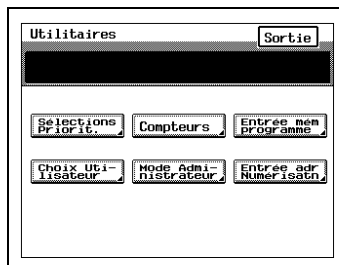 Utilitaires
Sortie
Sélections
Priorit.
Compteurs
Entrée mém
programme
Choix Uti-
lisateur
Mode Admi-
nistrateur
Entrée adr
Numérisatn